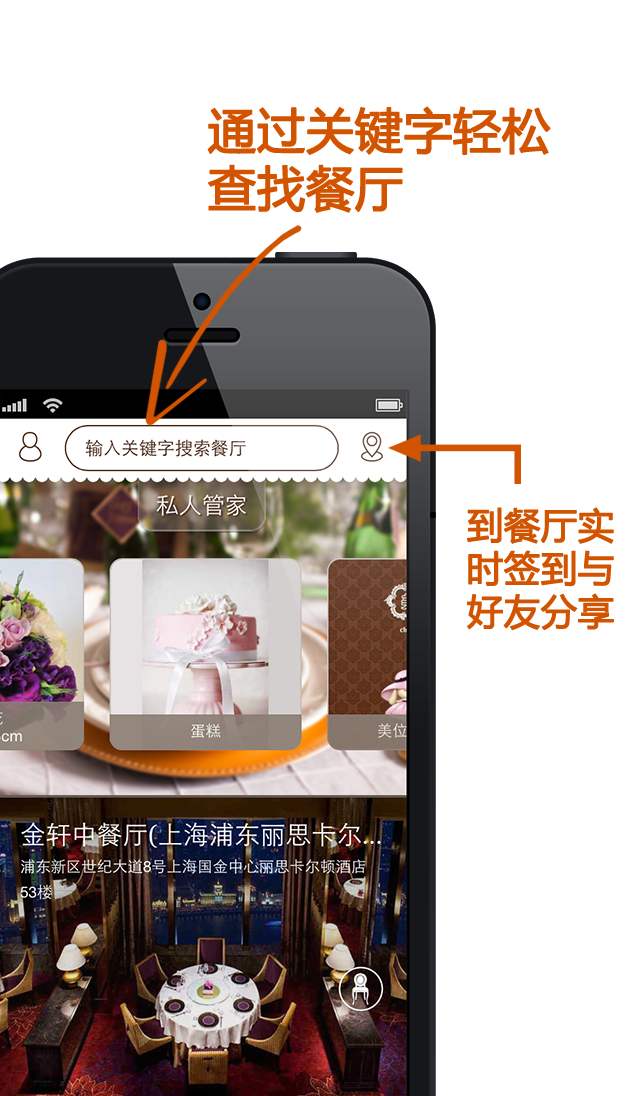 通过关键字轻松
查找餐厅
输入关键字搜索餐厅
私人管家
到餐厅实
时签到与
好友分享
cm
蛋糕
美位
金轩中餐厅(上海浦东丽思卡尔...
浦东新区世纪大道8号上海国金中心丽思卡尔顿酒店
53楼